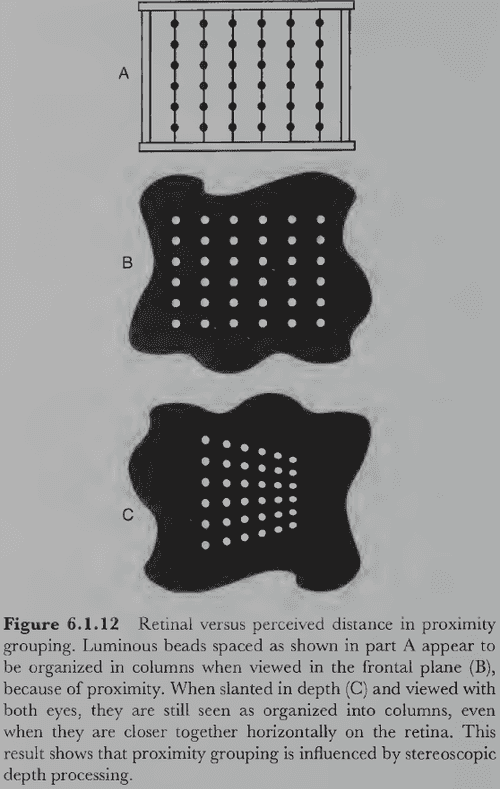 A
B
C
Figure 6.1.12 Retinal versus perceived distance in proximity
grouping. Luminous beads spaced as shown in part A appear to
be organized in columns when viewed in the frontal plane (B),
because of proximity. When slanted in depth (C) and viewed with
both eyes, they are still seen as organized into columns, even
when they are closer together horizontally on the retina. This
result shows that proximity grouping is influenced by stereoscopic
depth processing.